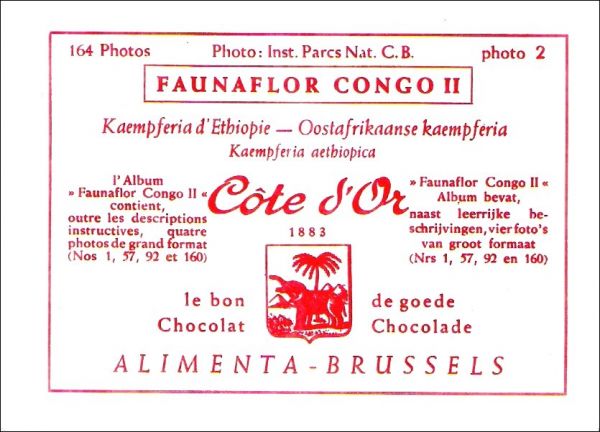 164 Photos Photo: Inst. Parcs Nat. C.B. photo 2
FAUNAFLOR CONGO II
Kaempferia d'Ethiopie — Oostafrikaanse kaempferia
Kaempferia aethiopica
l'Album
» Faunaflor Congo II «
contient,
outre les descriptions
instructives, quatre
photos de grand format
(Nos 1, 57, 92 et 160)
Côte d'Or
1883
» Faunaflor Congo II «
Album bevat,
naast leerrijke be-
schrijvingen, vier foto's
van groot formaat
(Nrs 1, 57, 92 en 160)
le bon
Chocolat
de goede
Chocolade
ALIMENTA - BRUSSELS